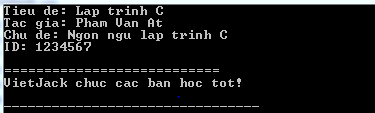 Tieu de: Lap trinh C
Tac gia: Pham Van At
Chu de: Ngon ngu lap trinh C
ID: 1234567
===========================
VietJack chuc cac ban hoc tot!
--------------------------------